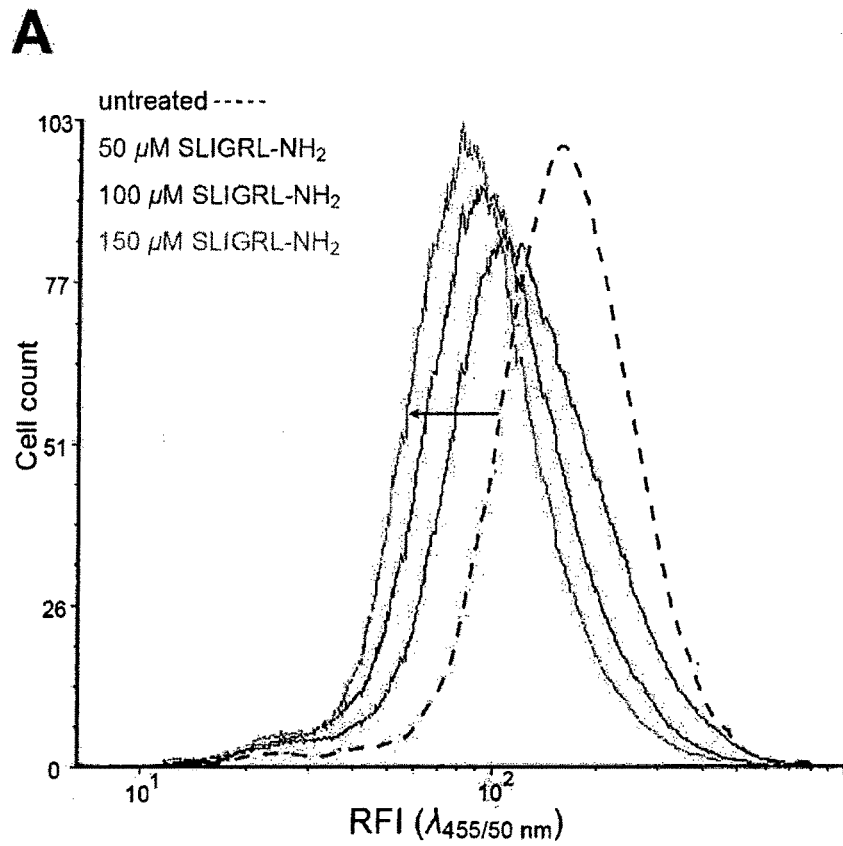 A
untreated -----
103
50 µM SLIGRL-NH₂
100 µM SLIGRL-NH₂
150 µM SLIGRL-NH₂
77
51
26
0
Cell count
10¹
10²
RFI (λ455/50 nm)